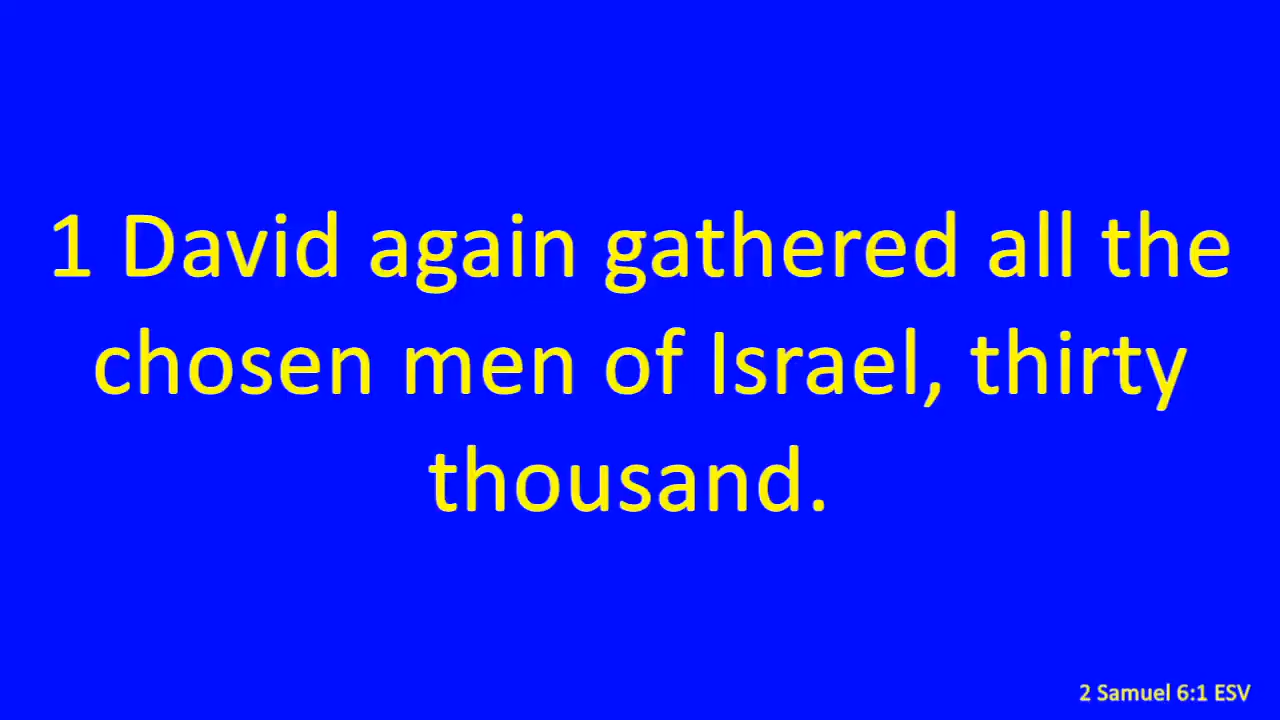 1 David again gathered all the
chosen men of Israel, thirty
thousand.
2 Samuel 6:1 ESV